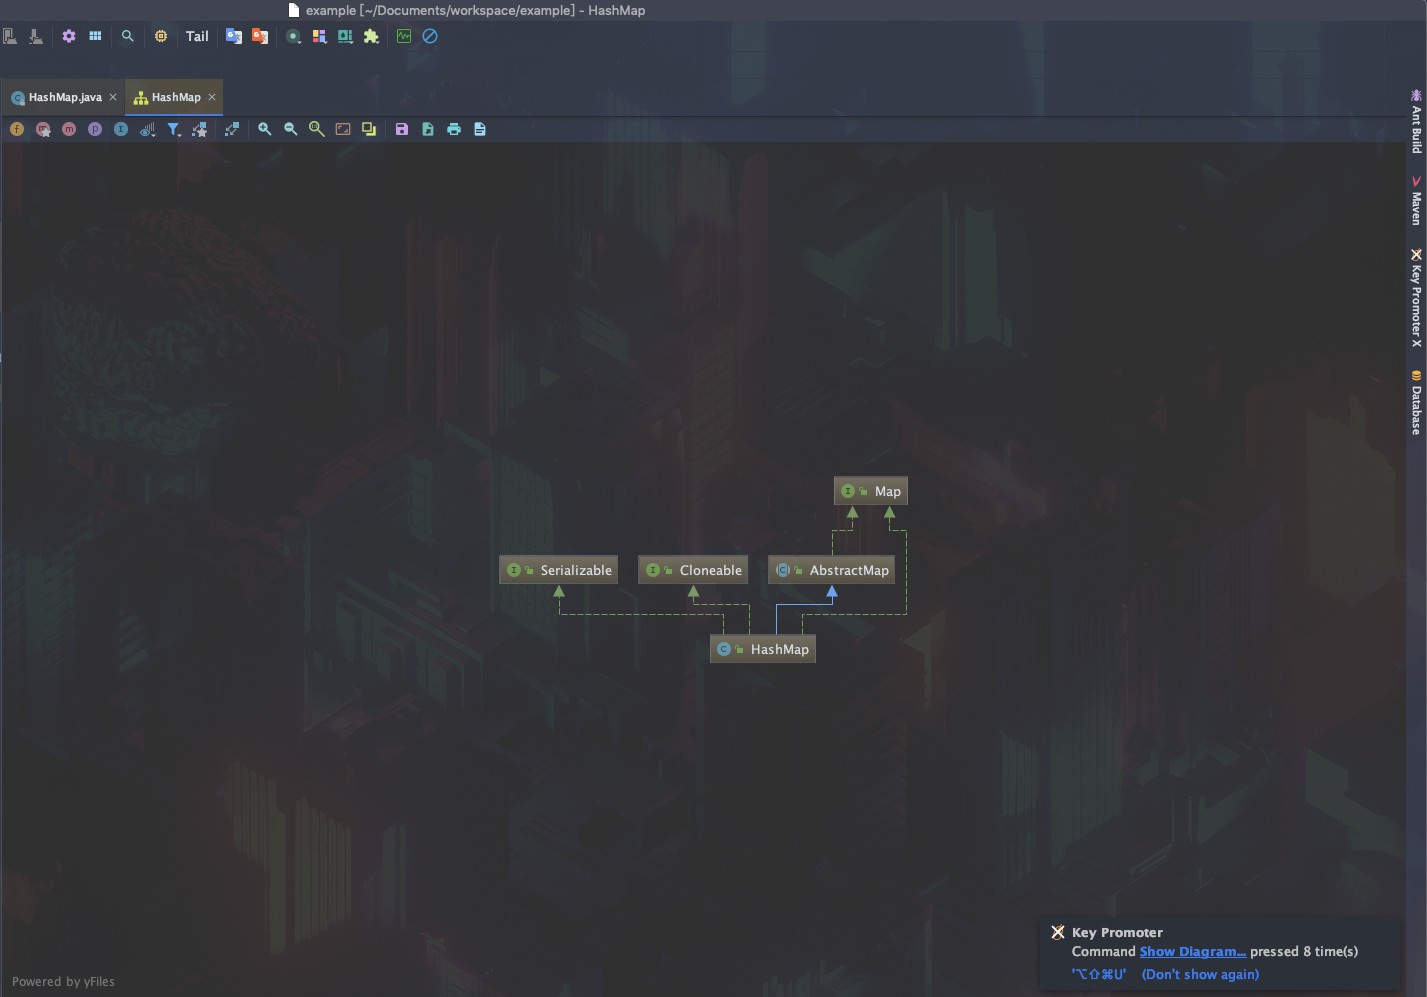 example [~/Documents/workspace/example] - HashMap
Tail
HashMap.java
HashMap
Ant Build
Maven
Key Promoter X
Database
Map
Serializable
Cloneable
AbstractMap
HashMap
Key Promoter
Command Show Diagram... pressed 8 time(s)
'⌥⇧⌘U' (Don't show again)
Powered by yFiles